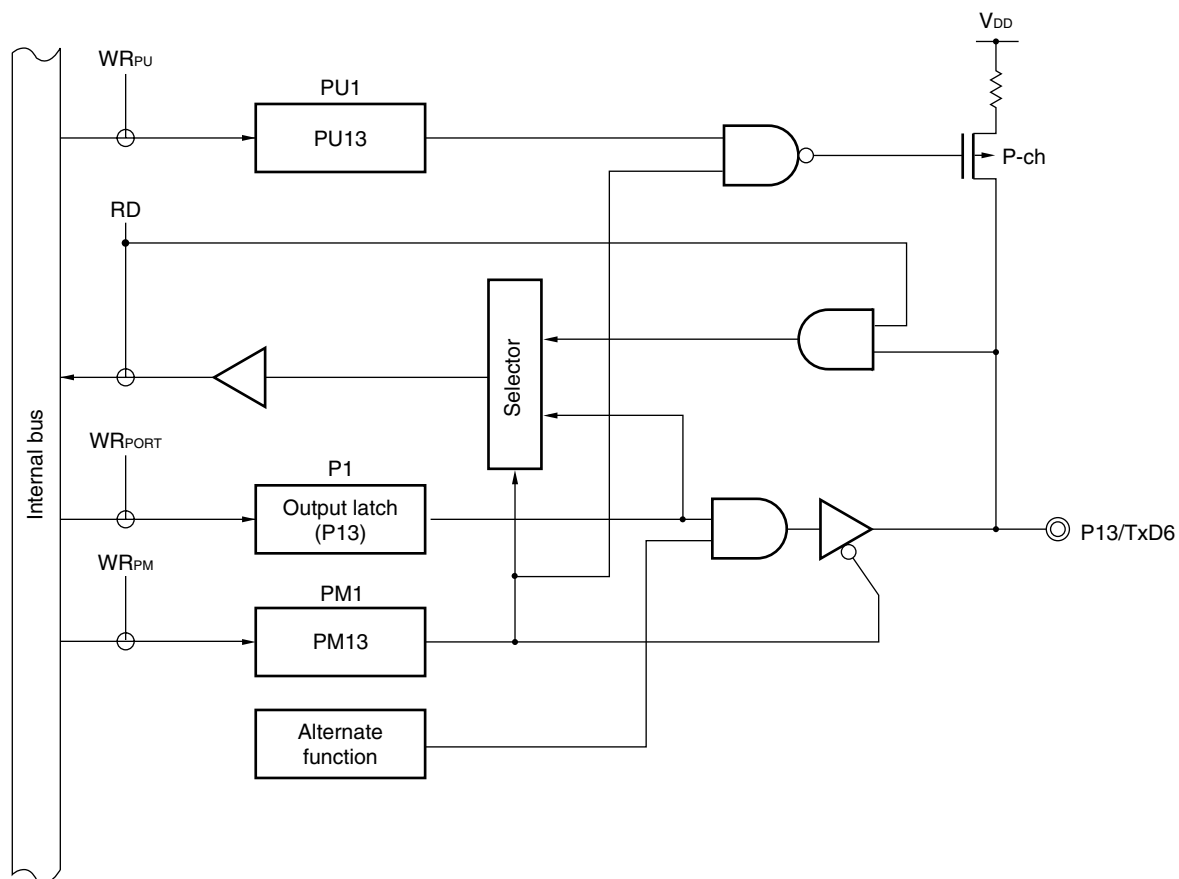 VDD
WRPU
PU1
PU13
P-ch
RD
Selector
Internal bus
WRPORT
P1
Output latch
(P13)
P13/TxD6
WRPM
PM1
PM13
Alternate
function